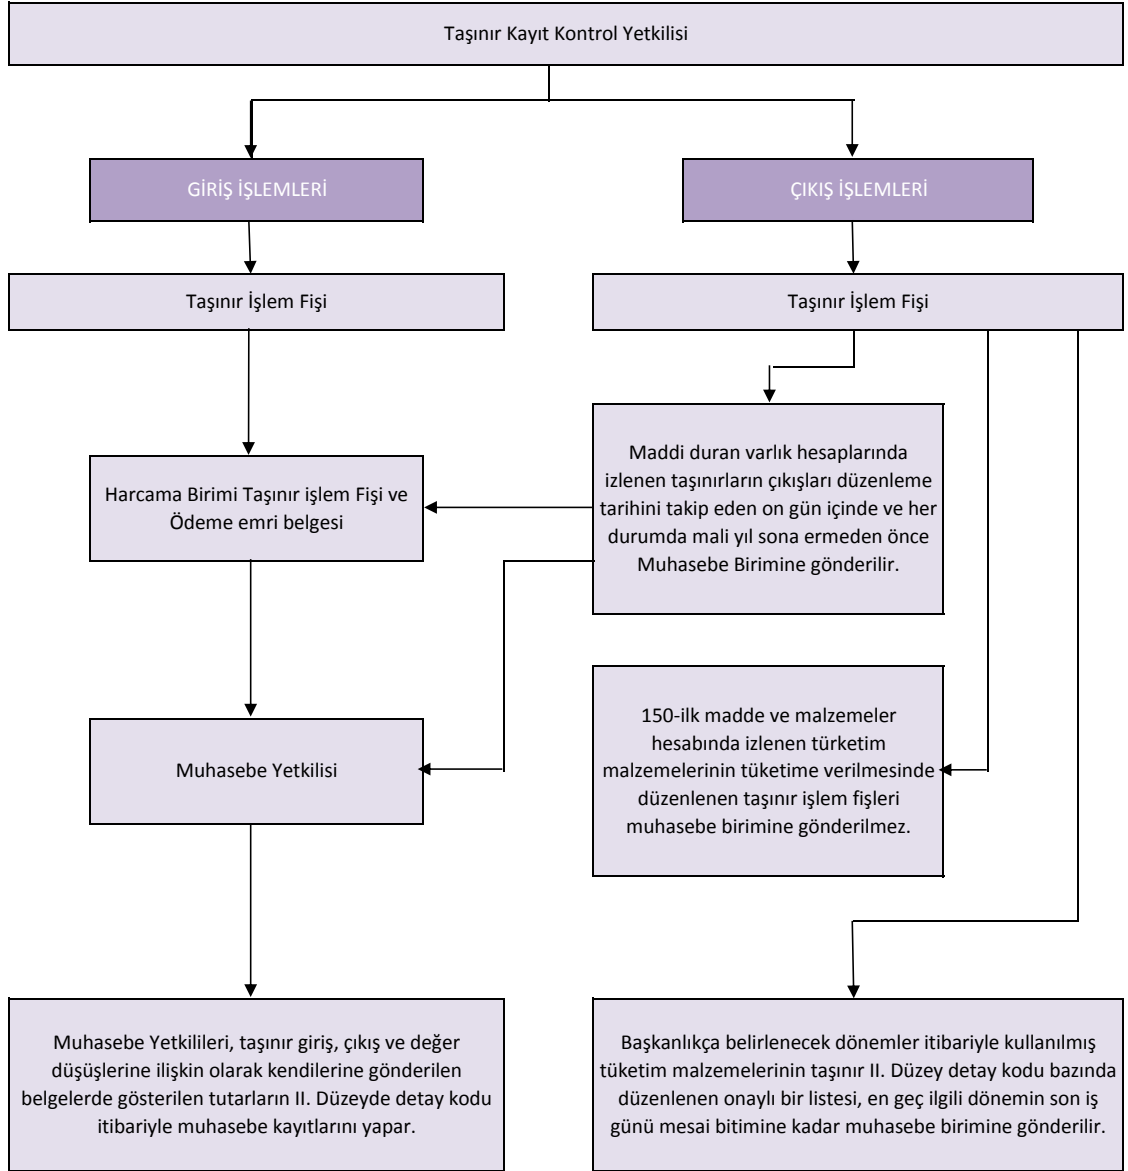 Taşınır Kayıt Kontrol Yetkilisi
GİRİŞ İŞLEMLERİ
ÇIKIŞ İŞLEMLERİ
Taşınır İşlem Fişi
Taşınır İşlem Fişi
Maddi duran varlık hesaplarında
izlenen taşınırların çıkışları düzenleme
tarihini takip eden on gün içinde ve her
durumda mali yıl sona ermeden önce
Muhasebe Birimine gönderilir.
Harcama Birimi Taşınır işlem Fişi ve
Ödeme emri belgesi
150-ilk madde ve malzemeler
hesabında izlenen türketim
malzemelerinin tüketime verilmesinde
düzenlenen taşınır işlem fişleri
muhasebe birimine gönderilmez.
Muhasebe Yetkilisi
Muhasebe Yetkilileri, taşınır giriş, çıkış ve değer
düşüşlerine ilişkin olarak kendilerine gönderilen
belgelerde gösterilen tutarların II. Düzeyde detay kodu
itibariyle muhasebe kayıtlarını yapar.
Başkanlıkça belirlenecek dönemler itibariyle kullanılmış
tüketim malzemelerinin taşınır II. Düzey detay kodu bazında
düzenlenen onaylı bir listesi, en geç ilgili dönemin son iş
günü mesai bitimine kadar muhasebe birimine gönderilir.